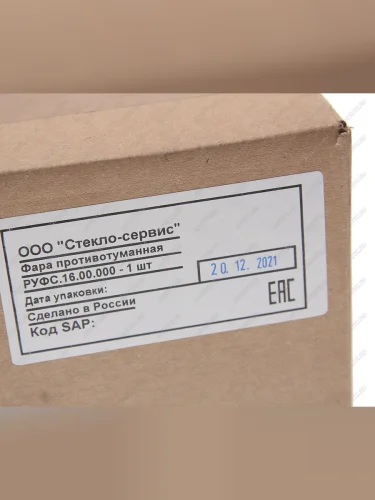 ООО "Стекло-сервис"
Фара противотуманная
РУФС.16.00.000 - 1 шт
Дата упаковки: 20. 12. 2021
Сделано в России
Код SAP:
EAC